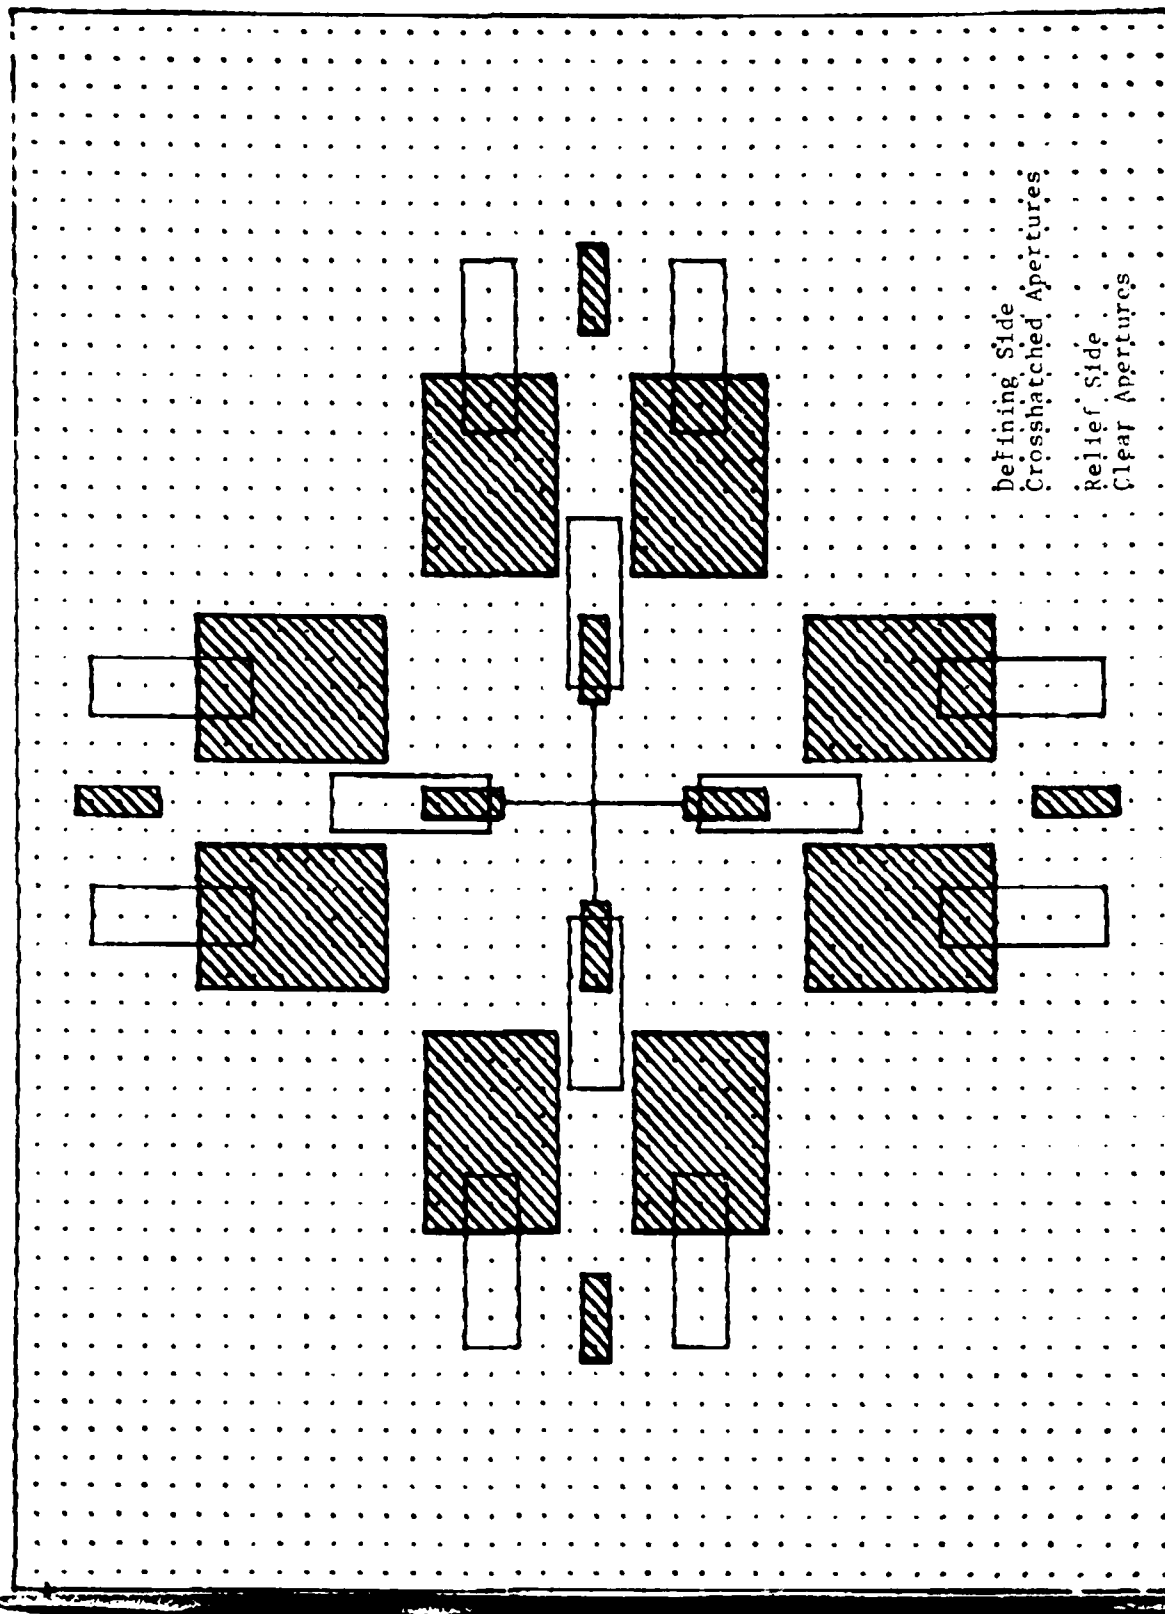 Defining Side
Crosshatched Apertures
Relief Side
Clear Apertures